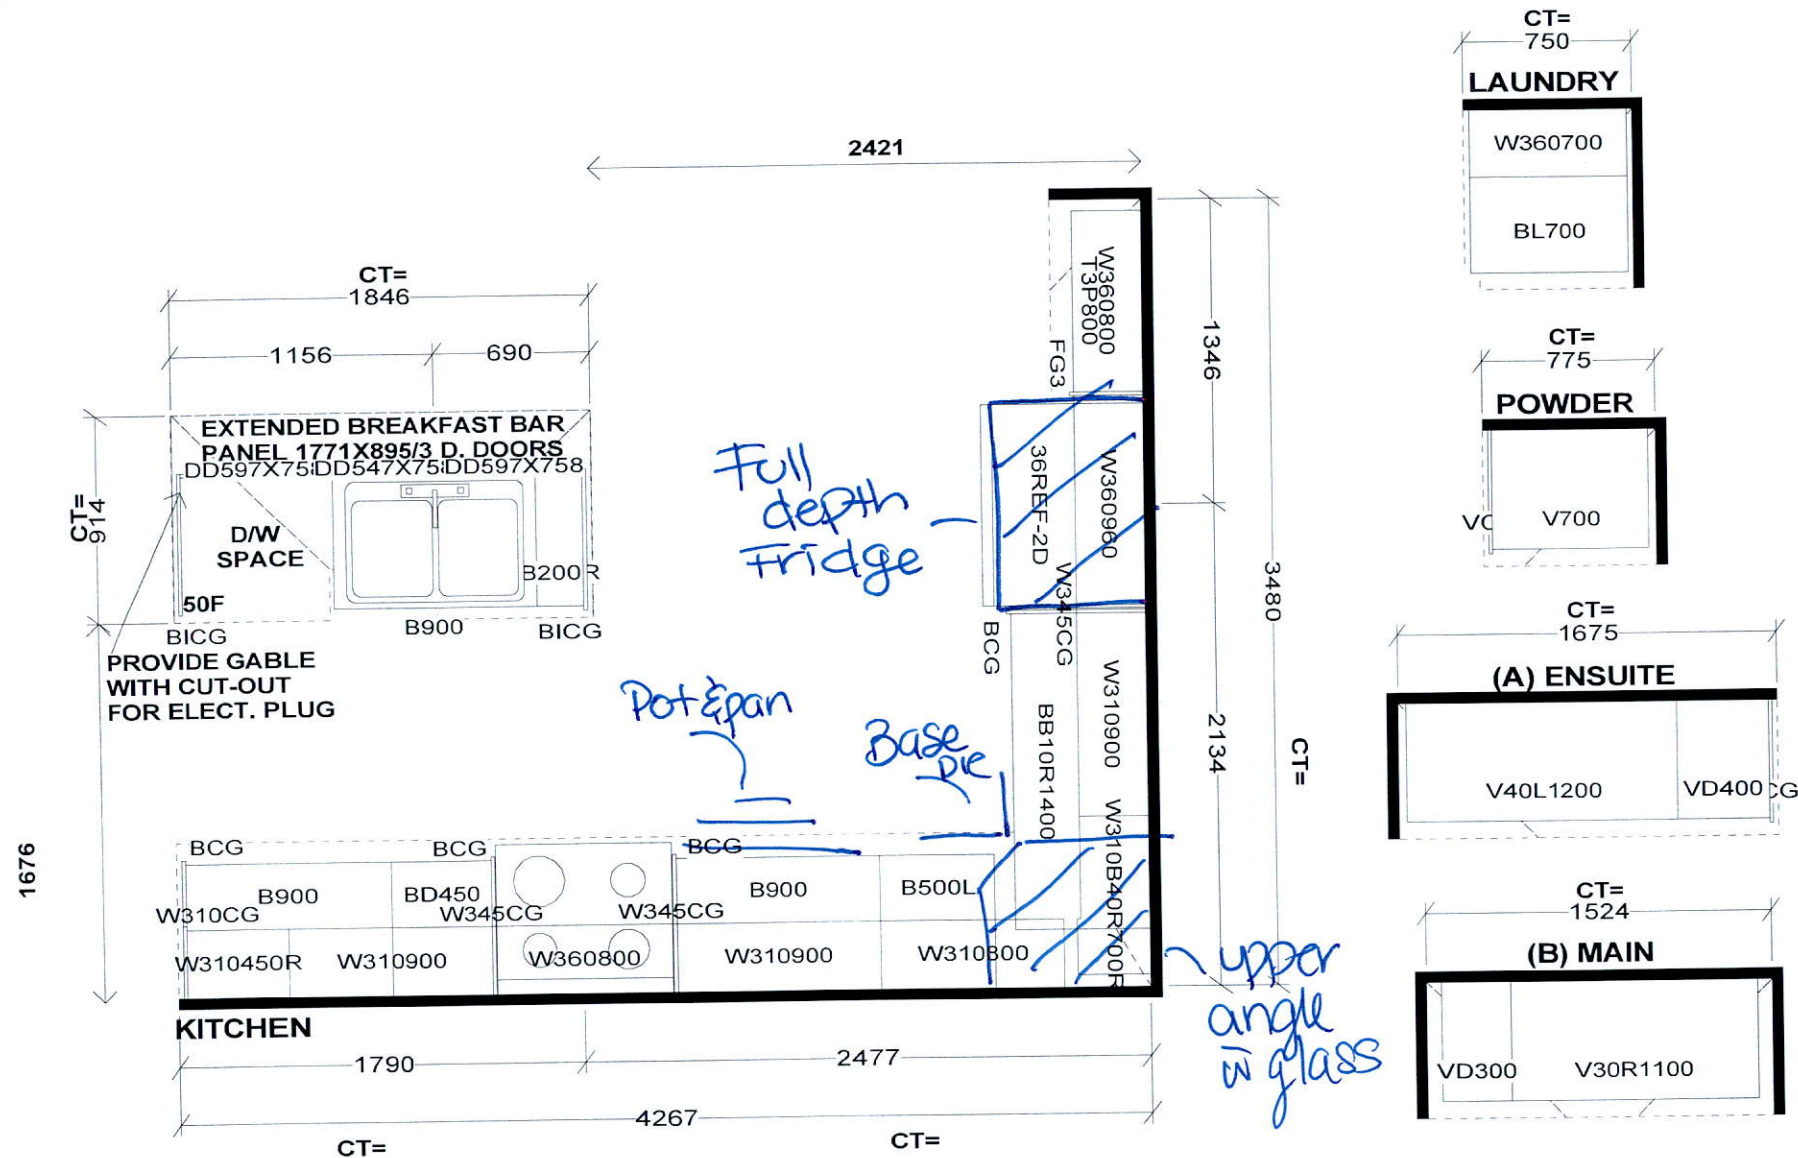 CT=
750
LAUNDRY
W360700
BL700
2421
CT=
1846
1156
690
EXTENDED BREAKFAST BAR
PANEL 1771X895/3 D. DOORS
DD597X758
DD547X758
DD597X758
CT=
914
D/W
SPACE
B200R
50F
BICG
B900
BICG
PROVIDE GABLE
WITH CUT-OUT
FOR ELECT. PLUG
W360800
T3P800
FG3
36REF-2D
W360960
W345CG
BCG
W310900
BB10R1400
W310B40R700R
1346
2134
3480
CT=
Full
depth
Fridge
Pot & pan
Base
pie
1676
BCG
BCG
BCG
B900
BD450
B900
B500L
W310CG
W345CG
W345CG
W310450R
W310900
W360800
W310900
W310800
upper
angle
w glass
KITCHEN
1790
2477
4267
CT=
CT=
CT=
775
POWDER
V700
CT=
1675
(A) ENSUITE
V40L1200
VD400
CG
CT=
1524
(B) MAIN
VD300
V30R1100